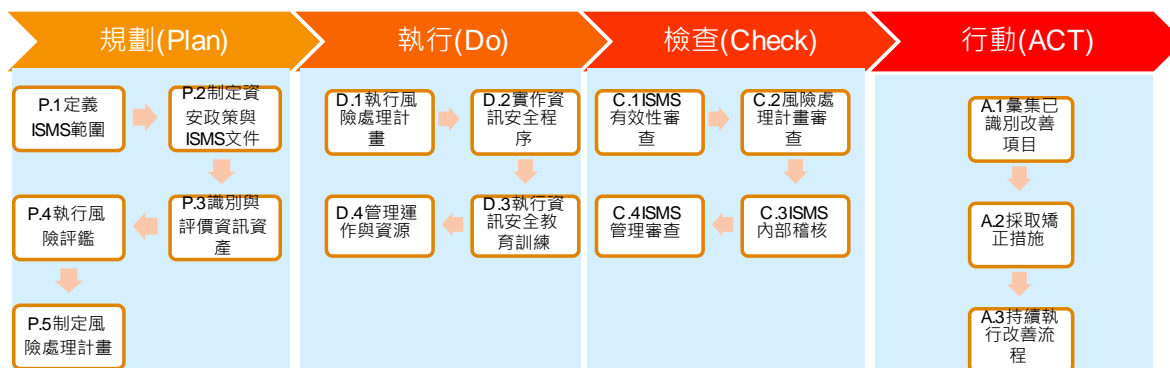 規劃(Plan)
執行(Do)
檢查(Check)
行動(ACT)
P.1定義
ISMS範圍
P.2制定資
安政策與
ISMS文件
P.3識別與
評價資訊資
產
P.4執行風
險評鑑
P.5制定風
險處理計畫
D.1執行風
險處理計
畫
D.2實作資
訊安全程
序
D.3執行資
訊安全教
育訓練
D.4管理運
作與資源
C.1ISMS
有效性審
查
C.2風險處
理計畫審
查
C.3ISMS
內部稽核
C.4ISMS
管理審查
A.1彙集已
識別改善
項目
A.2採取矯
正措施
A.3持續執
行改善流
程